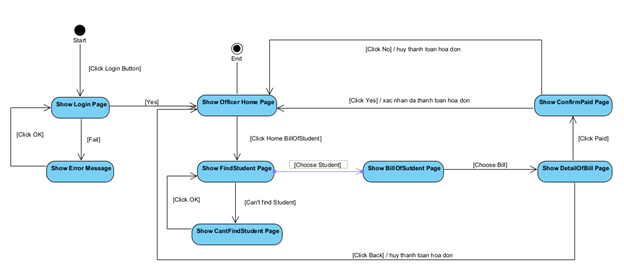 Start
End
[Click No] / huy thanh toan hoa don
[Click Login Button]
Show Login Page
[Yes]
Show Officer Home Page
[Click Yes] / xac nhan da thanh toan hoa don
Show ConfirmPaid Page
[Click OK]
[Fail]
[Click Home BillOfStudent]
[Click Paid]
Show Error Message
Show FindStudent Page
[Choose Student]
Show BillOfSutdent Page
[Choose Bill]
Show DetailOfBill Page
[Click OK]
[Can't find Student]
Show CantFindStudent Page
[Click Back] / huy thanh toan hoa don